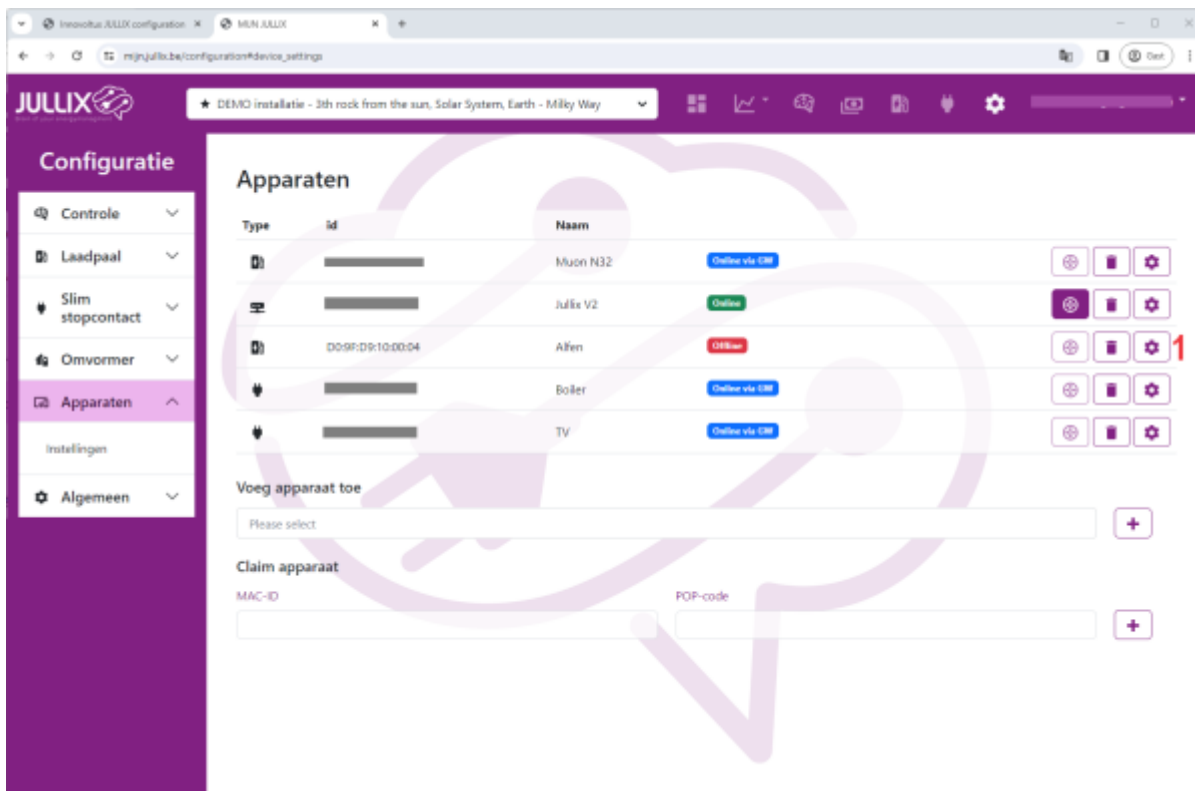 Innovoltus JULLIX configuration
MIJN JULLIX
mijn.jullix.be/configuration#device_settings
Gast
JULLIX
★ DEMO installatie - 3th rock from the sun, Solar System, Earth - Milky Way
Configuratie
Controle
Laadpaal
Slim
stopcontact
Omvormer
Apparaten
Instellingen
Algemeen
Apparaten
Type Id Naam
Muon N32 Online via GW
Jullix V2 Online
D0:9F:D9:10:00:04 Alfen Offline 1
Boiler Online via GW
TV Online via GW
Voeg apparaat toe
Please select
Claim apparaat
MAC-ID POP-code